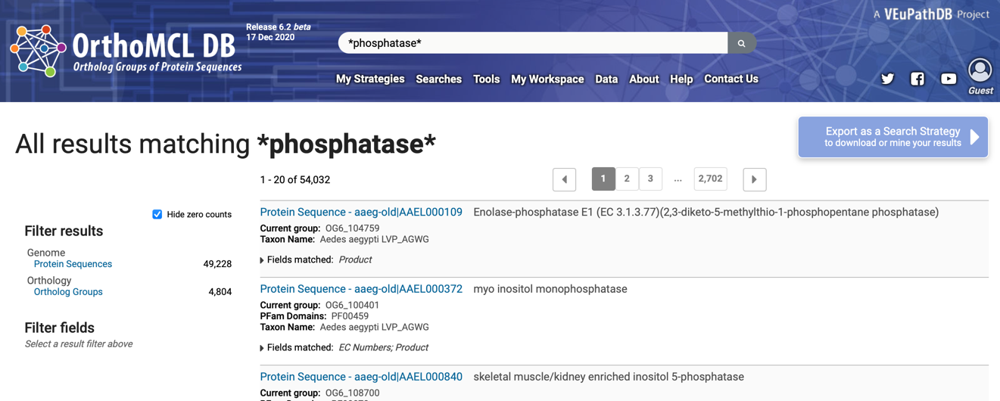 A VEuPathDB Project
Release 6.2 beta
17 Dec 2020
OrthoMCL DB
Ortholog Groups of Protein Sequences
*phosphatase*
My Strategies Searches Tools My Workspace Data About Help Contact Us
Guest
All results matching *phosphatase*
Export as a Search Strategy
to download or mine your results
1 - 20 of 54,032
1 2 3 ... 2,702
Hide zero counts
Filter results
Genome
Protein Sequences 49,228
Orthology
Ortholog Groups 4,804
Filter fields
Select a result filter above
Protein Sequence - aaeg-old|AAEL000109 Enolase-phosphatase E1 (EC 3.1.3.77)(2,3-diketo-5-methylthio-1-phosphopentane phosphatase)
Current group: OG6_104759
Taxon Name: Aedes aegypti LVP_AGWG
Fields matched: Product
Protein Sequence - aaeg-old|AAEL000372 myo inositol monophosphatase
Current group: OG6_100401
PFam Domains: PF00459
Taxon Name: Aedes aegypti LVP_AGWG
Fields matched: EC Numbers; Product
Protein Sequence - aaeg-old|AAEL000840 skeletal muscle/kidney enriched inositol 5-phosphatase
Current group: OG6_108700